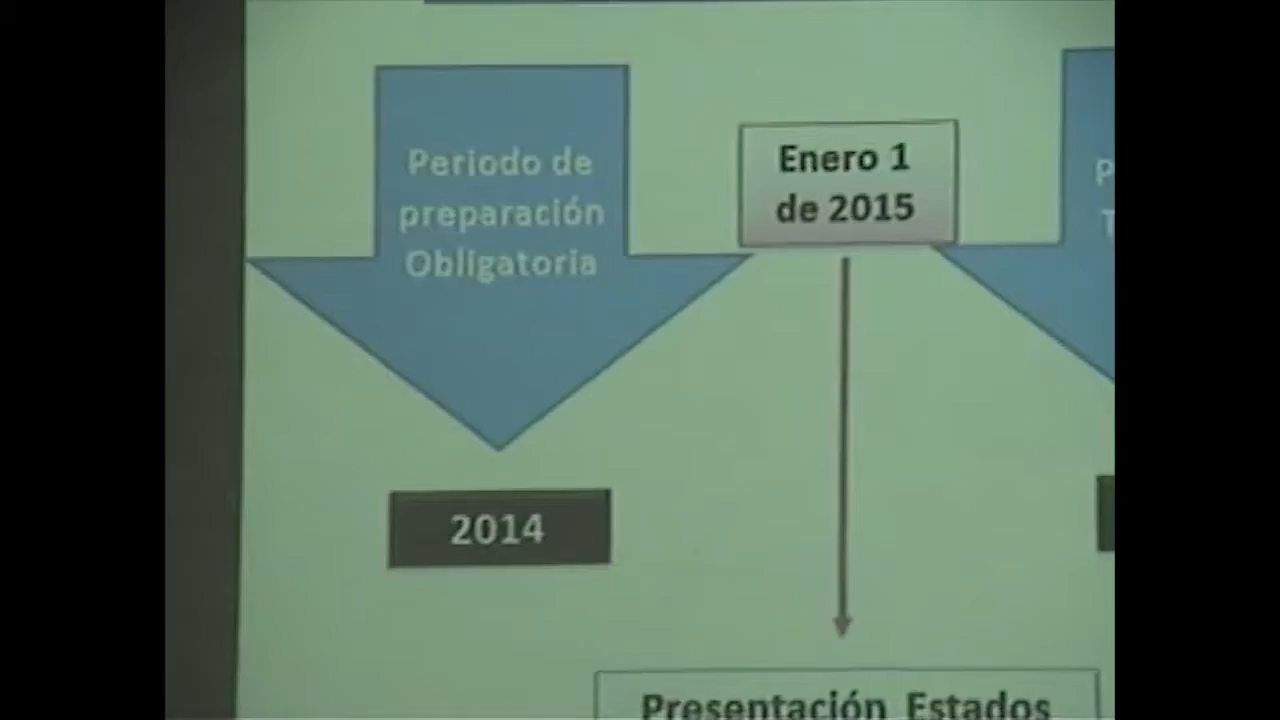 Periodo de
preparación
Obligatoria
Enero 1
de 2015
2014
Presentación Estados